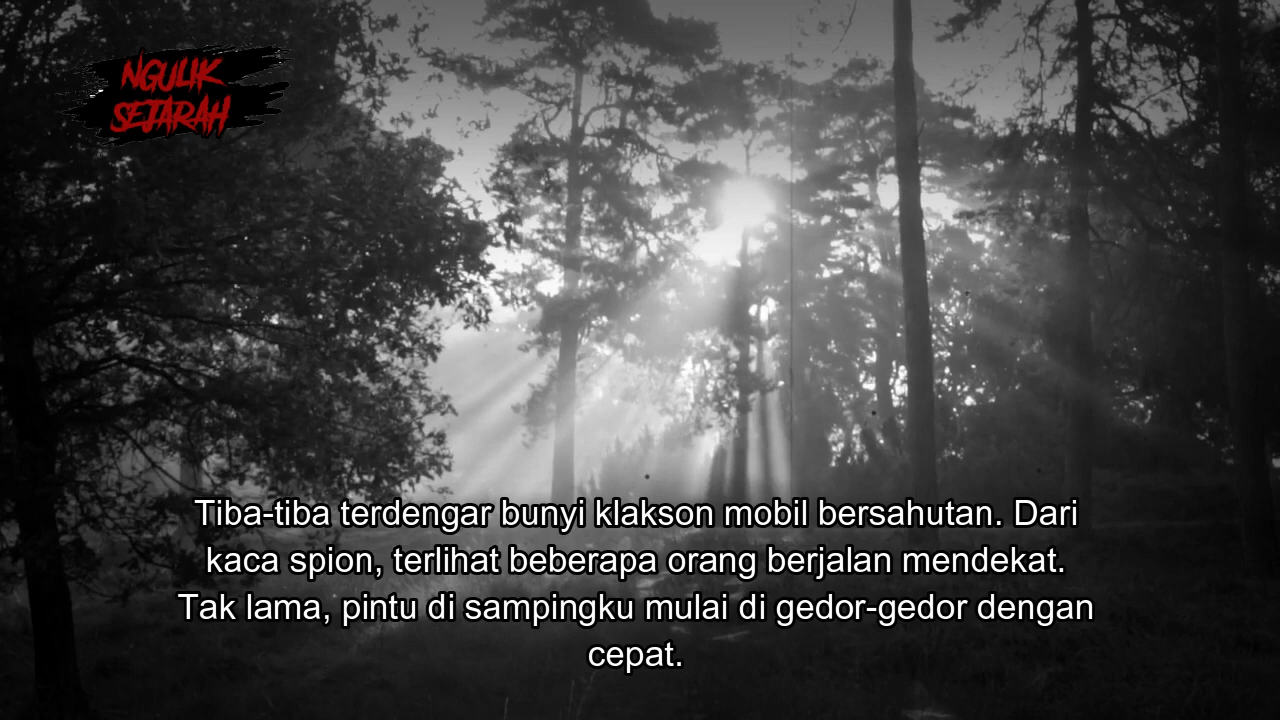 NGULIK
SEJARAH
Tiba-tiba terdengar bunyi klakson mobil bersahutan. Dari
kaca spion, terlihat beberapa orang berjalan mendekat.
Tak lama, pintu di sampingku mulai di gedor-gedor dengan
cepat.